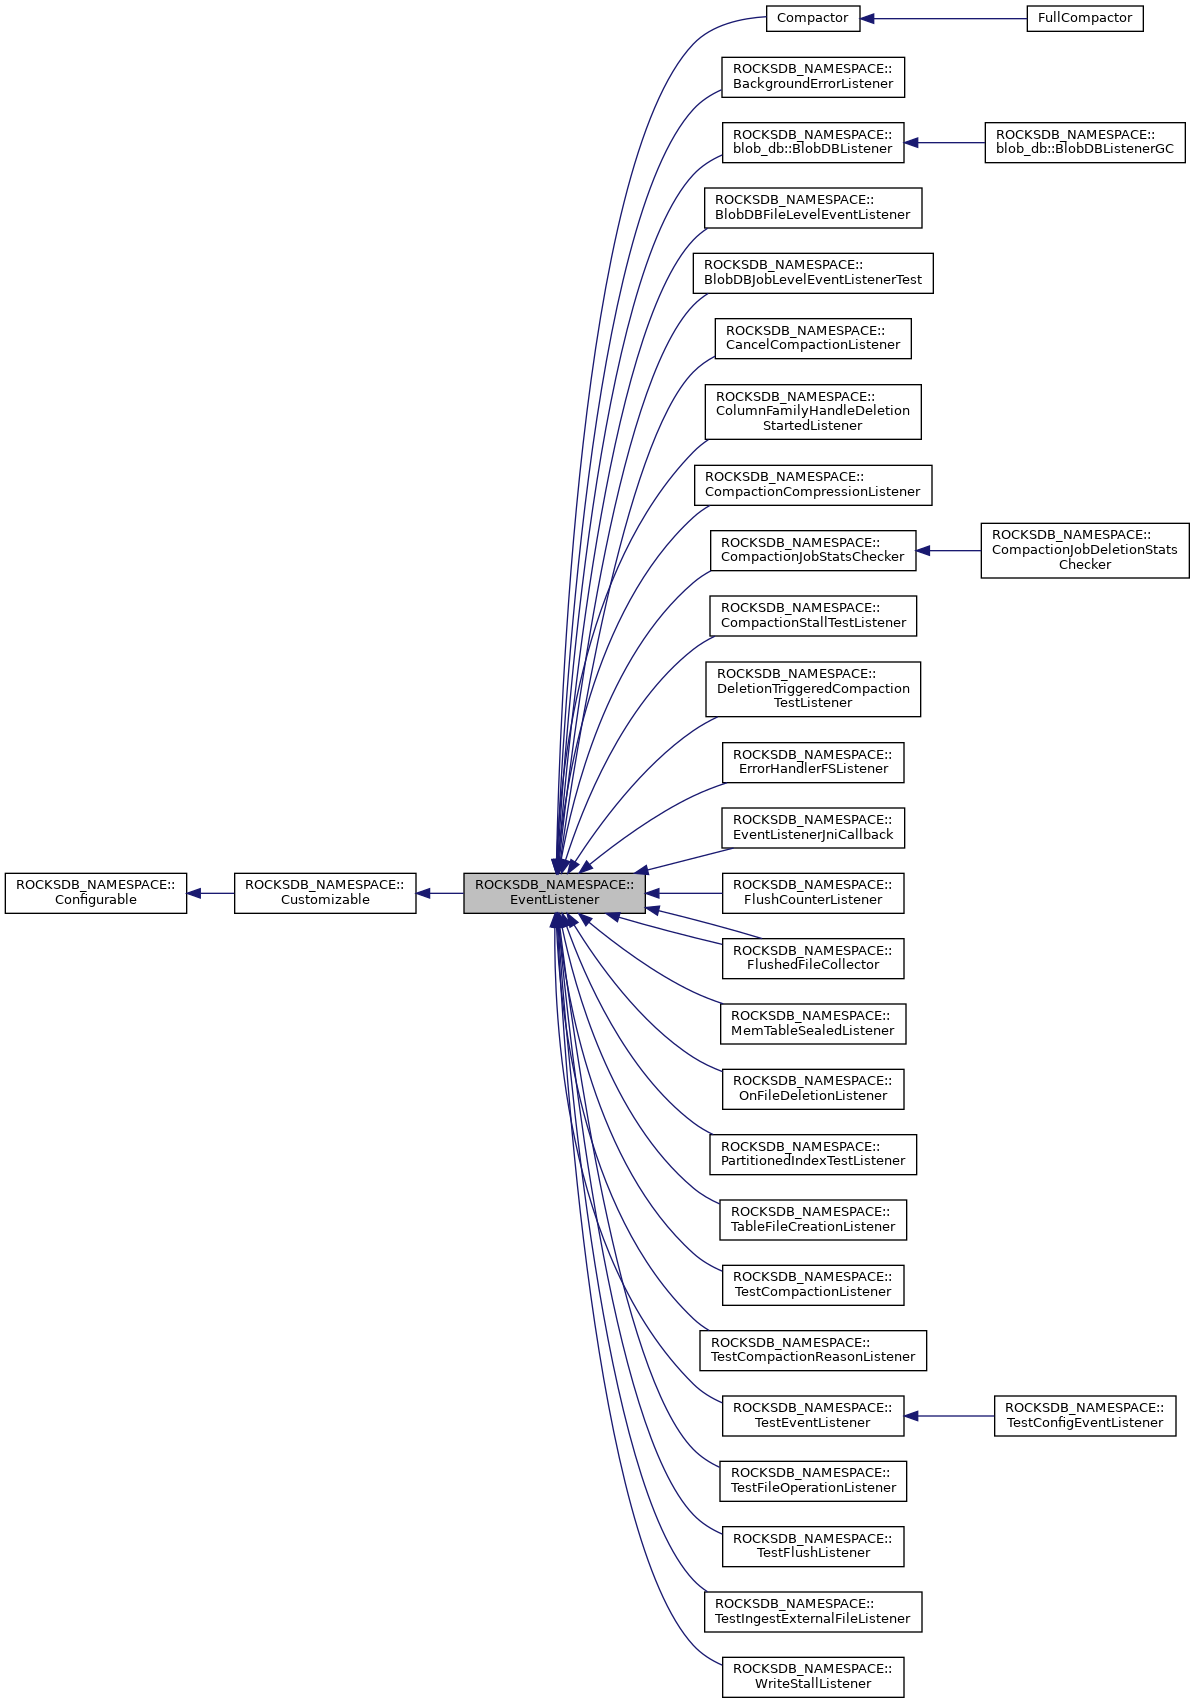 Compactor
FullCompactor
ROCKSDB_NAMESPACE::
BackgroundErrorListener
ROCKSDB_NAMESPACE::
blob_db::BlobDBListener
ROCKSDB_NAMESPACE::
blob_db::BlobDBListenerGC
ROCKSDB_NAMESPACE::
BlobDBFileLevelEventListener
ROCKSDB_NAMESPACE::
BlobDBJobLevelEventListenerTest
ROCKSDB_NAMESPACE::
CancelCompactionListener
ROCKSDB_NAMESPACE::
ColumnFamilyHandleDeletion
StartedListener
ROCKSDB_NAMESPACE::
CompactionCompressionListener
ROCKSDB_NAMESPACE::
CompactionJobStatsChecker
ROCKSDB_NAMESPACE::
CompactionJobDeletionStats
Checker
ROCKSDB_NAMESPACE::
CompactionStallTestListener
ROCKSDB_NAMESPACE::
DeletionTriggeredCompaction
TestListener
ROCKSDB_NAMESPACE::
ErrorHandlerFSListener
ROCKSDB_NAMESPACE::
EventListenerJniCallback
ROCKSDB_NAMESPACE::
Configurable
ROCKSDB_NAMESPACE::
Customizable
ROCKSDB_NAMESPACE::
EventListener
ROCKSDB_NAMESPACE::
FlushCounterListener
ROCKSDB_NAMESPACE::
FlushedFileCollector
ROCKSDB_NAMESPACE::
MemTableSealedListener
ROCKSDB_NAMESPACE::
OnFileDeletionListener
ROCKSDB_NAMESPACE::
PartitionedIndexTestListener
ROCKSDB_NAMESPACE::
TableFileCreationListener
ROCKSDB_NAMESPACE::
TestCompactionListener
ROCKSDB_NAMESPACE::
TestCompactionReasonListener
ROCKSDB_NAMESPACE::
TestEventListener
ROCKSDB_NAMESPACE::
TestConfigEventListener
ROCKSDB_NAMESPACE::
TestFileOperationListener
ROCKSDB_NAMESPACE::
TestFlushListener
ROCKSDB_NAMESPACE::
TestIngestExternalFileListener
ROCKSDB_NAMESPACE::
WriteStallListener